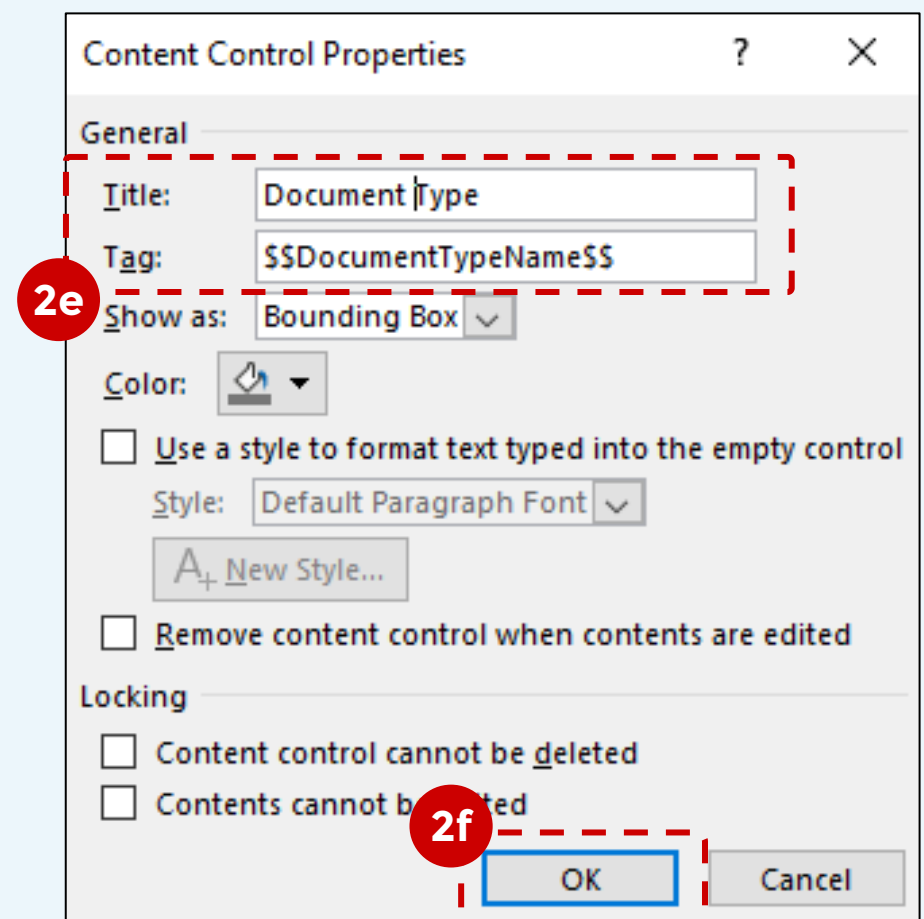 Content Control Properties ?
General
Title: Document Type
Tag: $$DocumentTypeName$$
2e
Show as: Bounding Box
Color:
Use a style to format text typed into the empty control
Style: Default Paragraph Font
A+ New Style...
Remove content control when contents are edited
Locking
Content control cannot be deleted
Contents cannot
2f
OK Cancel